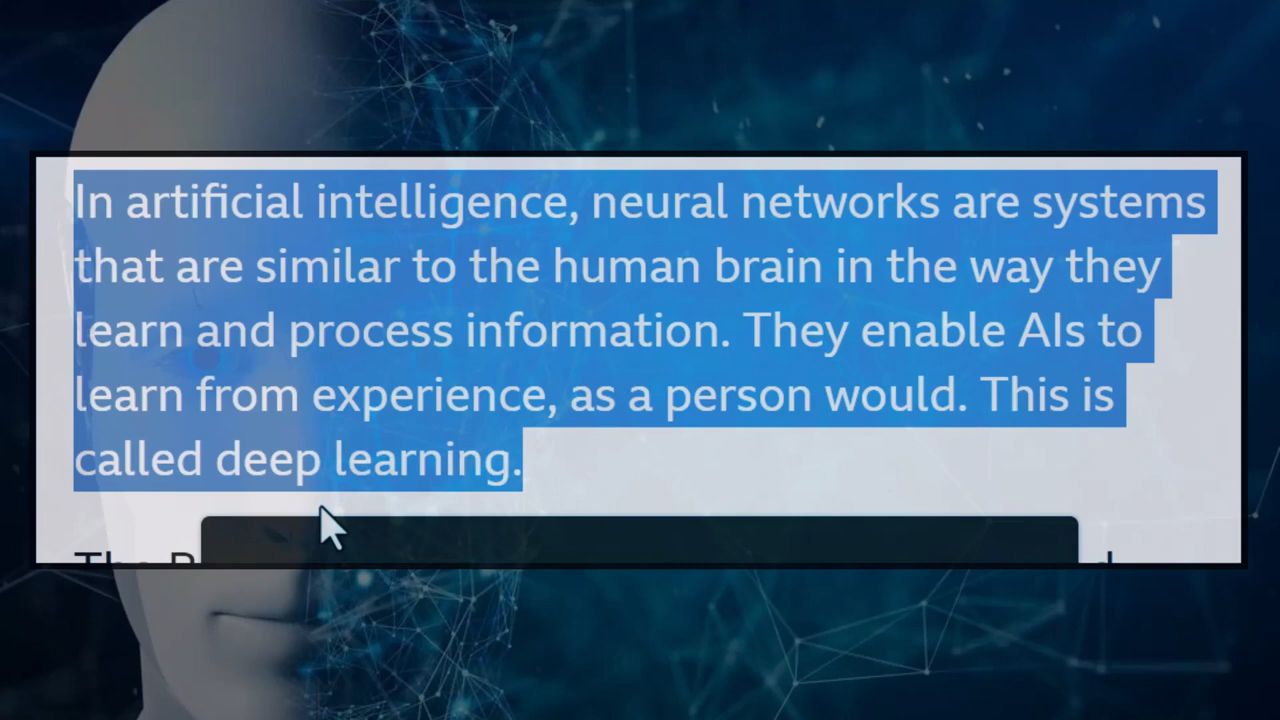 In artificial intelligence, neural networks are systems
that are similar to the human brain in the way they
learn and process information. They enable AIs to
learn from experience, as a person would. This is
called deep learning.
The